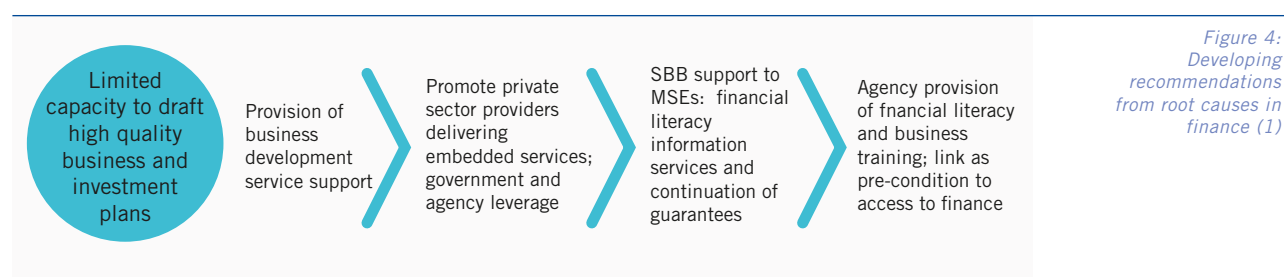 Limited
capacity to draft
high quality
business and
investment
plans
Provision of
business
development
service support
Promote private
sector providers
delivering
embedded services;
government and
agency leverage
SBB support to
MSEs: financial
literacy
information
services and
continuation of
guarantees
Agency provision
of fnancial literacy
and business
training; link as
pre-condition to
access to finance
Figure 4:
Developing
recommendations
from root causes in
finance (1)